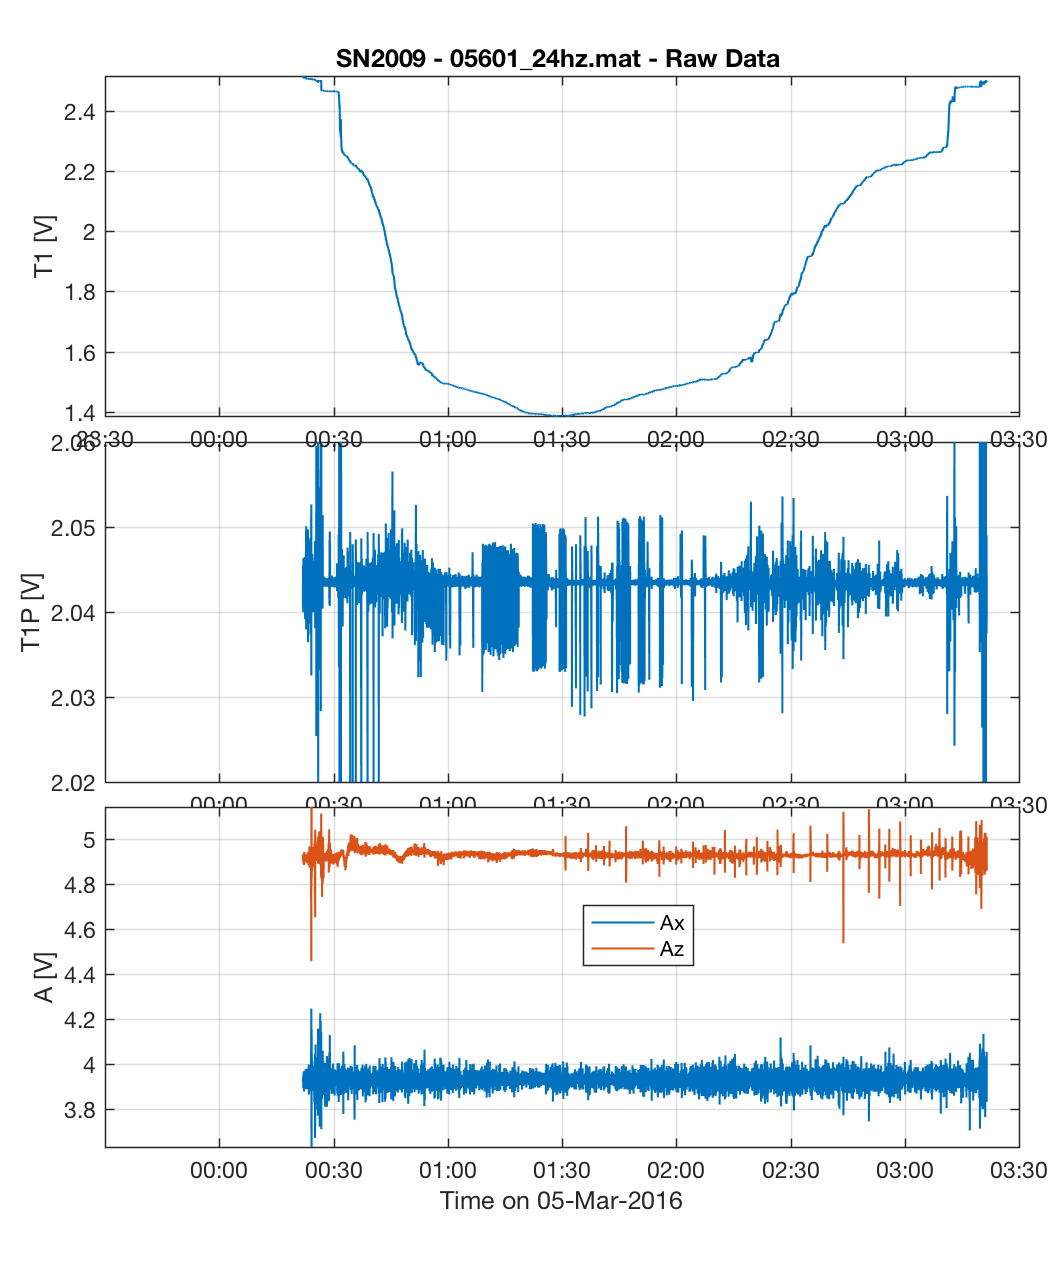 SN2009 - 05601_24hz.mat - Raw Data
T1 [V]
2.4
2.2
2
1.8
1.6
1.4
23:30 00:00 00:30 01:00 01:30 02:00 02:30 03:00 03:30
T1P [V]
2.06
2.05
2.04
2.03
2.02
00:00 00:30 01:00 01:30 02:00 02:30 03:00 03:30
A [V]
5
4.8
4.6
4.4
4.2
4
3.8
Ax
Az
00:00 00:30 01:00 01:30 02:00 02:30 03:00 03:30
Time on 05-Mar-2016